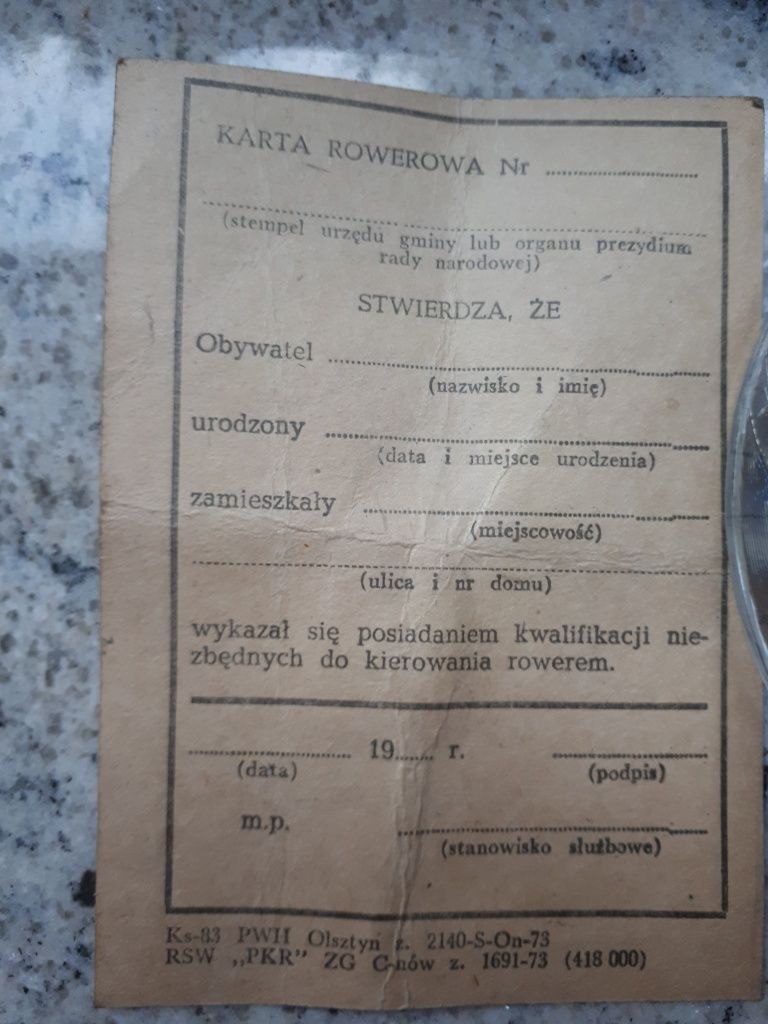 KARTA ROWEROWA Nr ....................
(stempel urzędu gminy lub organu prezydium
rady narodowej)
STWIERDZA, ŻE
Obywatel ....................
(nazwisko i imię)
urodzony ....................
(data i miejsce urodzenia)
zamieszkały ....................
(miejscowość)
(ulica i nr domu)
wykazał się posiadaniem kwalifikacji nie-
zbędnych do kierowania rowerem.
.................... 19....... r. ....................
(data) (podpis)
m.p. ....................
(stanowisko służbowe)
Ks-83 PWH Olsztyn z. 2140-S-On-73
RSW „PKR” ZG C-nów z. 1691-73 (418 000)